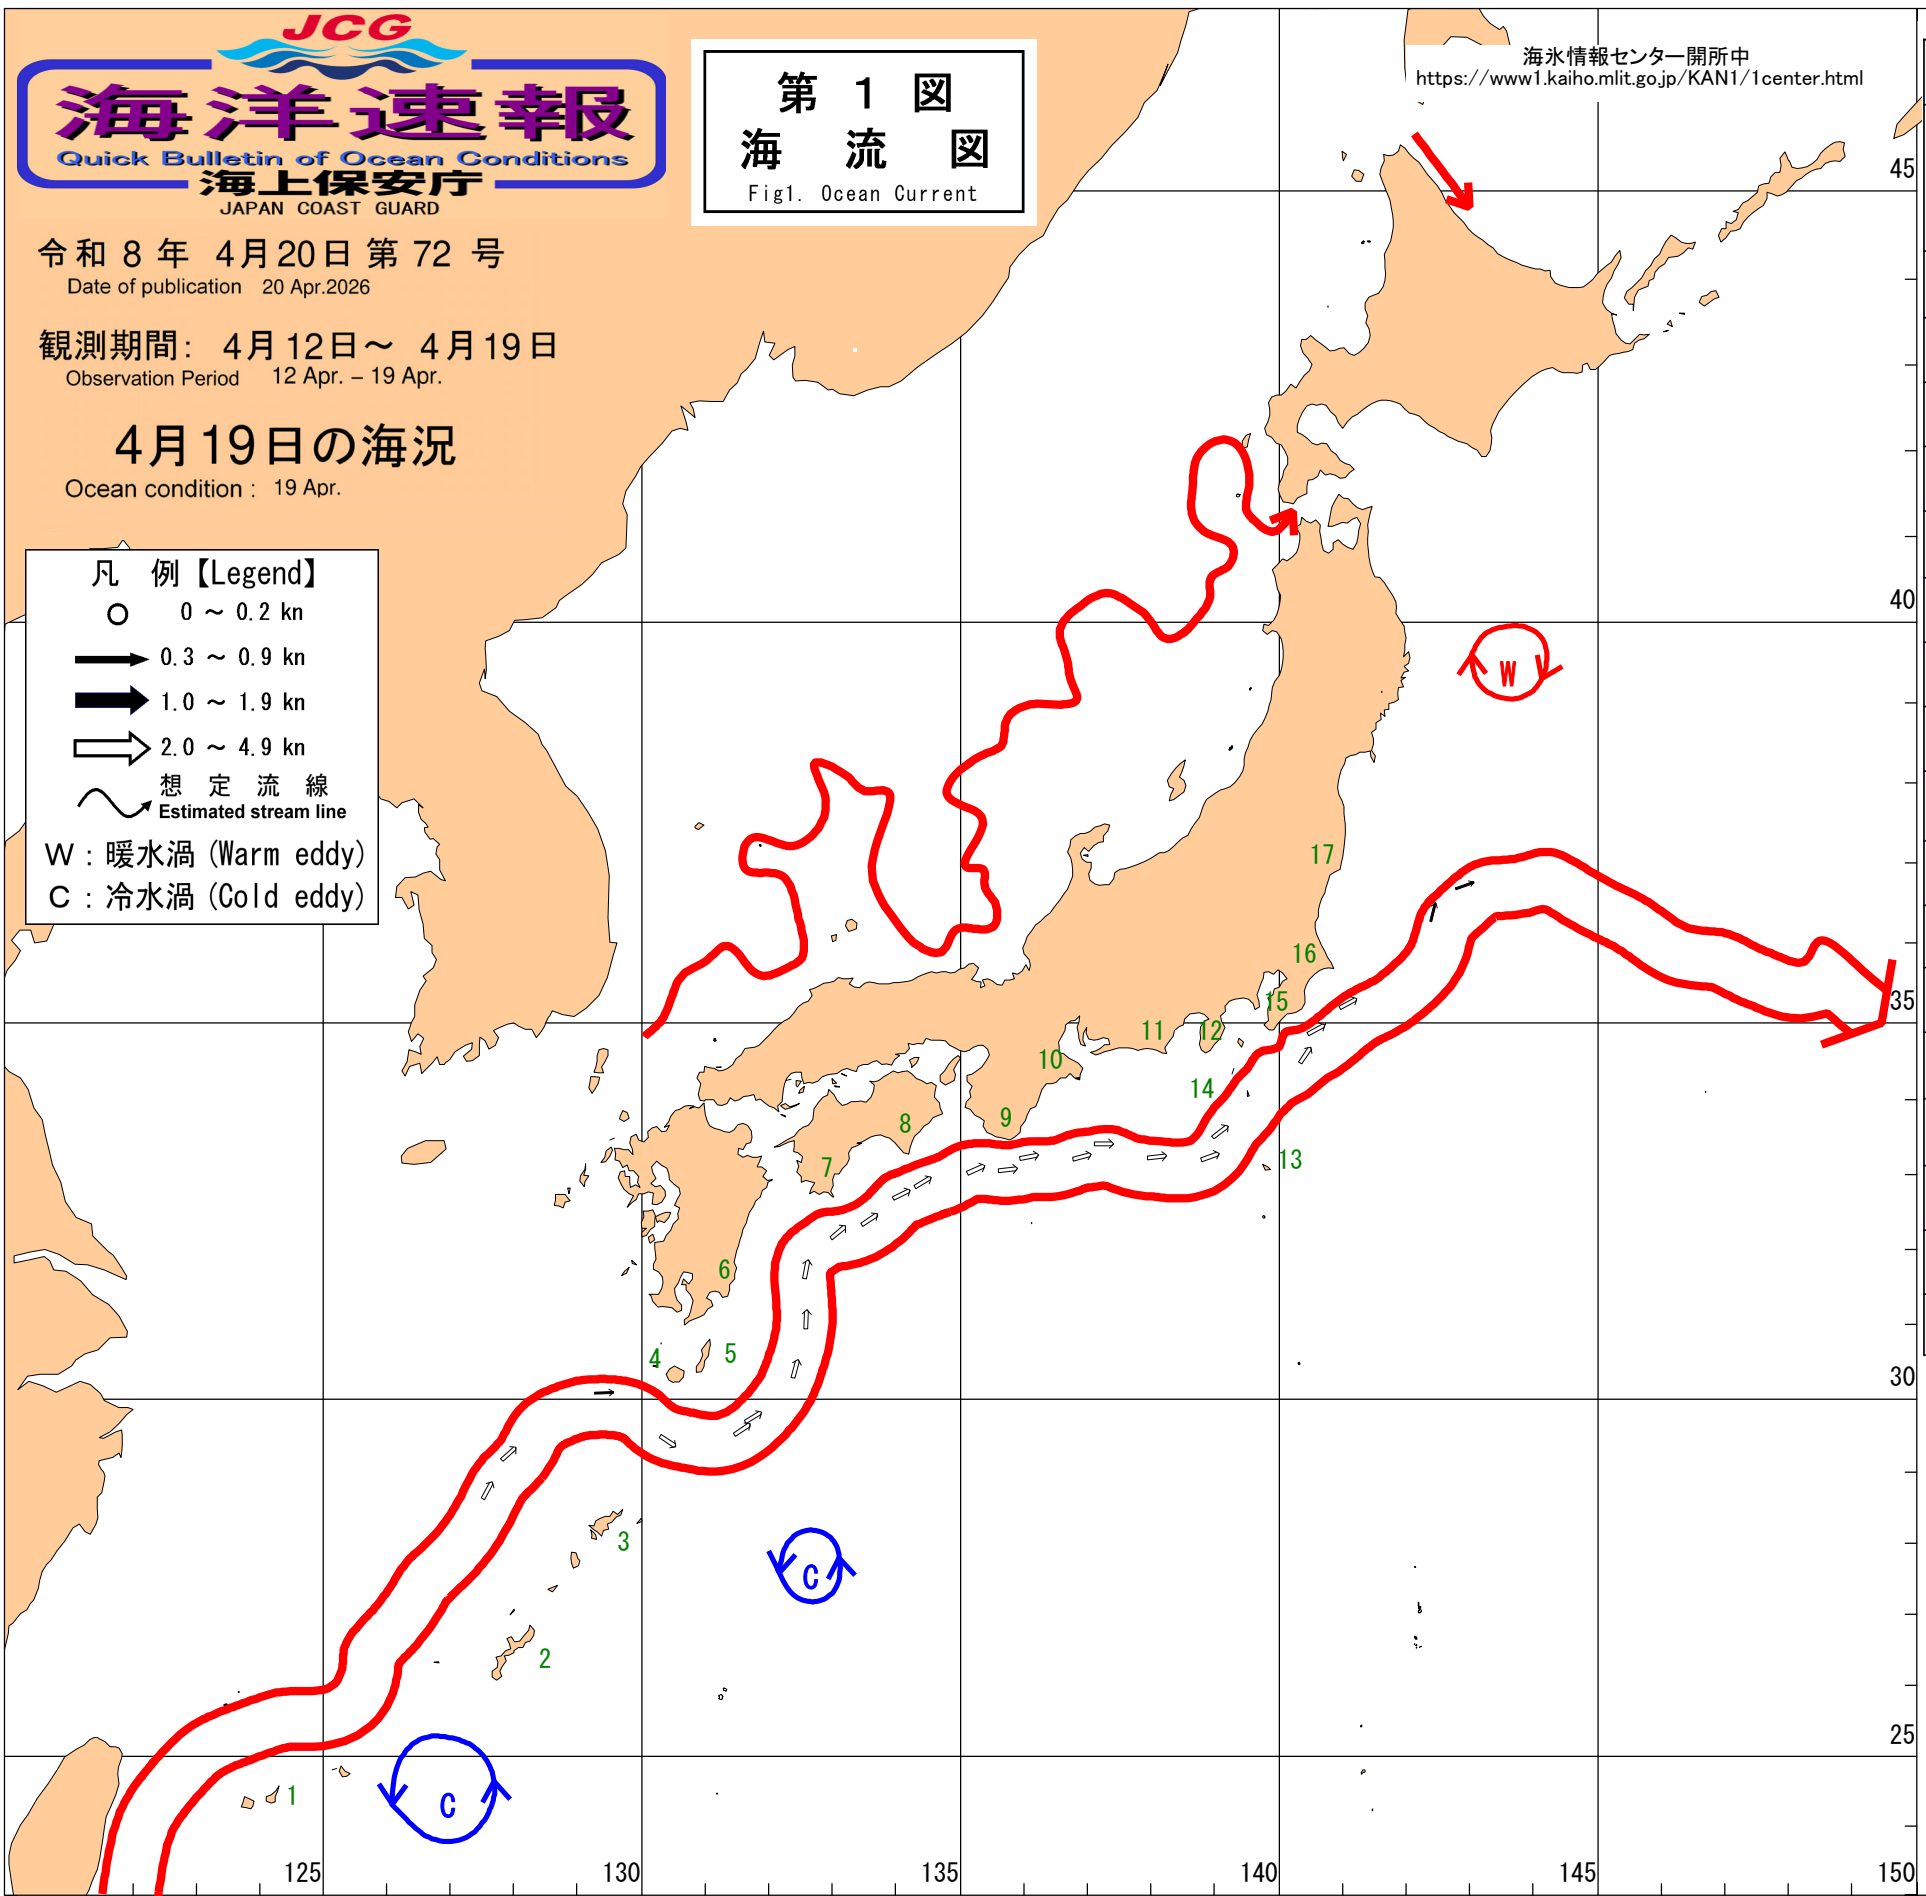 JCG
海洋速報
Quick Bulletin of Ocean Conditions
海上保安庁
JAPAN COAST GUARD
令和 8 年 4月20日 第 72 号
Date of publication 20 Apr.2026
観測期間: 4月12日～ 4月19日
Observation Period 12 Apr. – 19 Apr.
4月19日の海況
Ocean condition : 19 Apr.
第 1 図
海 流 図
Fig1. Ocean Current
海氷情報センター開所中
https://www1.kaiho.mlit.go.jp/KAN1/1center.html
凡 例【Legend】
0 ～ 0.2 kn
0.3 ～ 0.9 kn
1.0 ～ 1.9 kn
2.0 ～ 4.9 kn
想 定 流 線
Estimated stream line
W : 暖水渦 (Warm eddy)
C : 冷水渦 (Cold eddy)
45
40
W
17
16
35
15
11
12
10
14
9
8
13
7
6
5
4
30
3
C
2
25
1
C
125
130
135
140
145
150